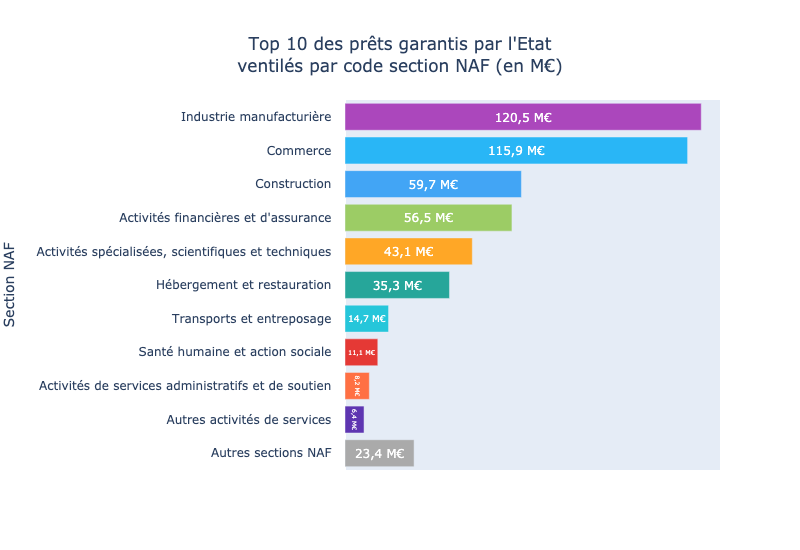 Top 10 des prêts garantis par l'Etat
ventilés par code section NAF (en M€)
Section NAF
Industrie manufacturière 120,5 M€
Commerce 115,9 M€
Construction 59,7 M€
Activités financières et d'assurance 56,5 M€
Activités spécialisées, scientifiques et techniques 43,1 M€
Hébergement et restauration 35,3 M€
Transports et entreposage 14,7 M€
Santé humaine et action sociale 11,1 M€
Activités de services administratifs et de soutien 8,2 M€
Autres activités de services 6,4 M€
Autres sections NAF 23,4 M€